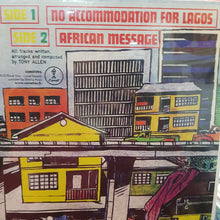 SIDE 1 NO ACCOMMODATION FOR LAGOS
SIDE 2 AFRICAN MESSAGE
All tracks written,
arranged and composed
by TONY ALLEN